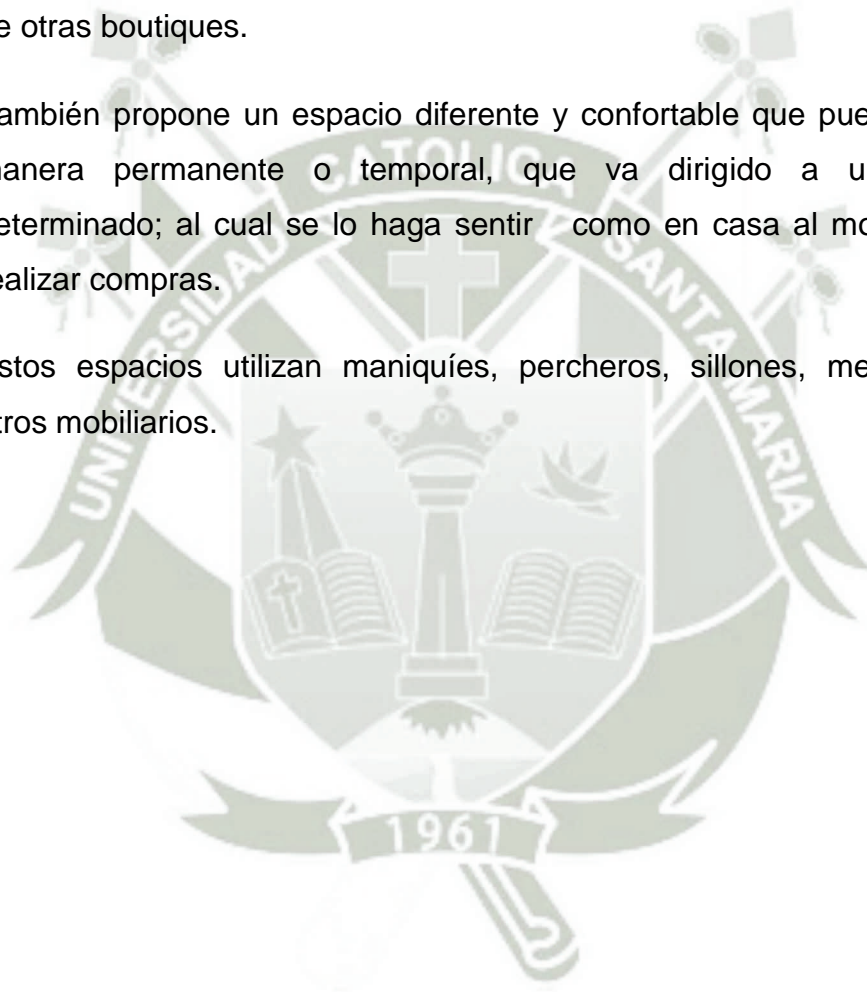 e otras boutiques.
ambién propone un espacio diferente y confortable que pue
anera permanente o temporal, que va dirigido a u
eterminado; al cual se lo haga sentir como en casa al mo
ealizar compras.
stos espacios utilizan maniquíes, percheros, sillones, me
tros mobiliarios.
UNIVERSIDAD CATOLICA SANTA MARIA
1961